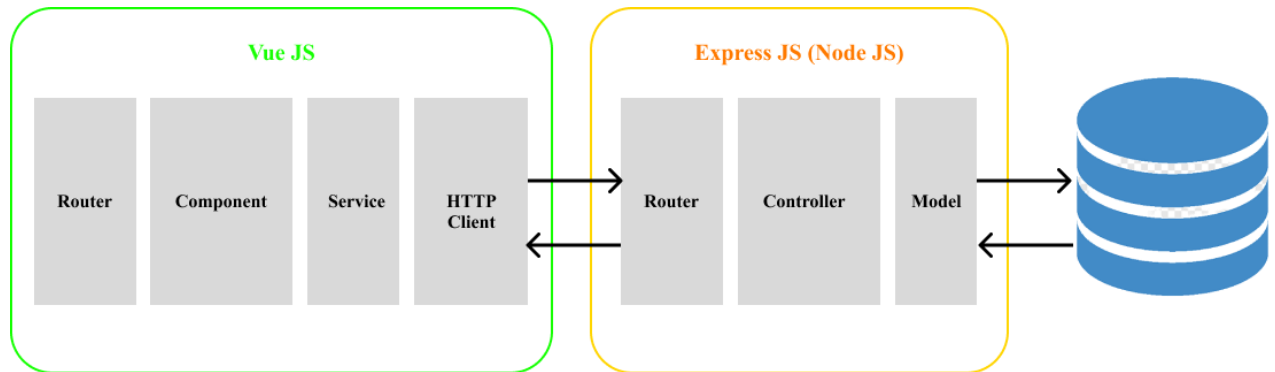 Vue JS
Express JS (Node JS)
Router
Component
Service
HTTP
Client
Router
Controller
Model